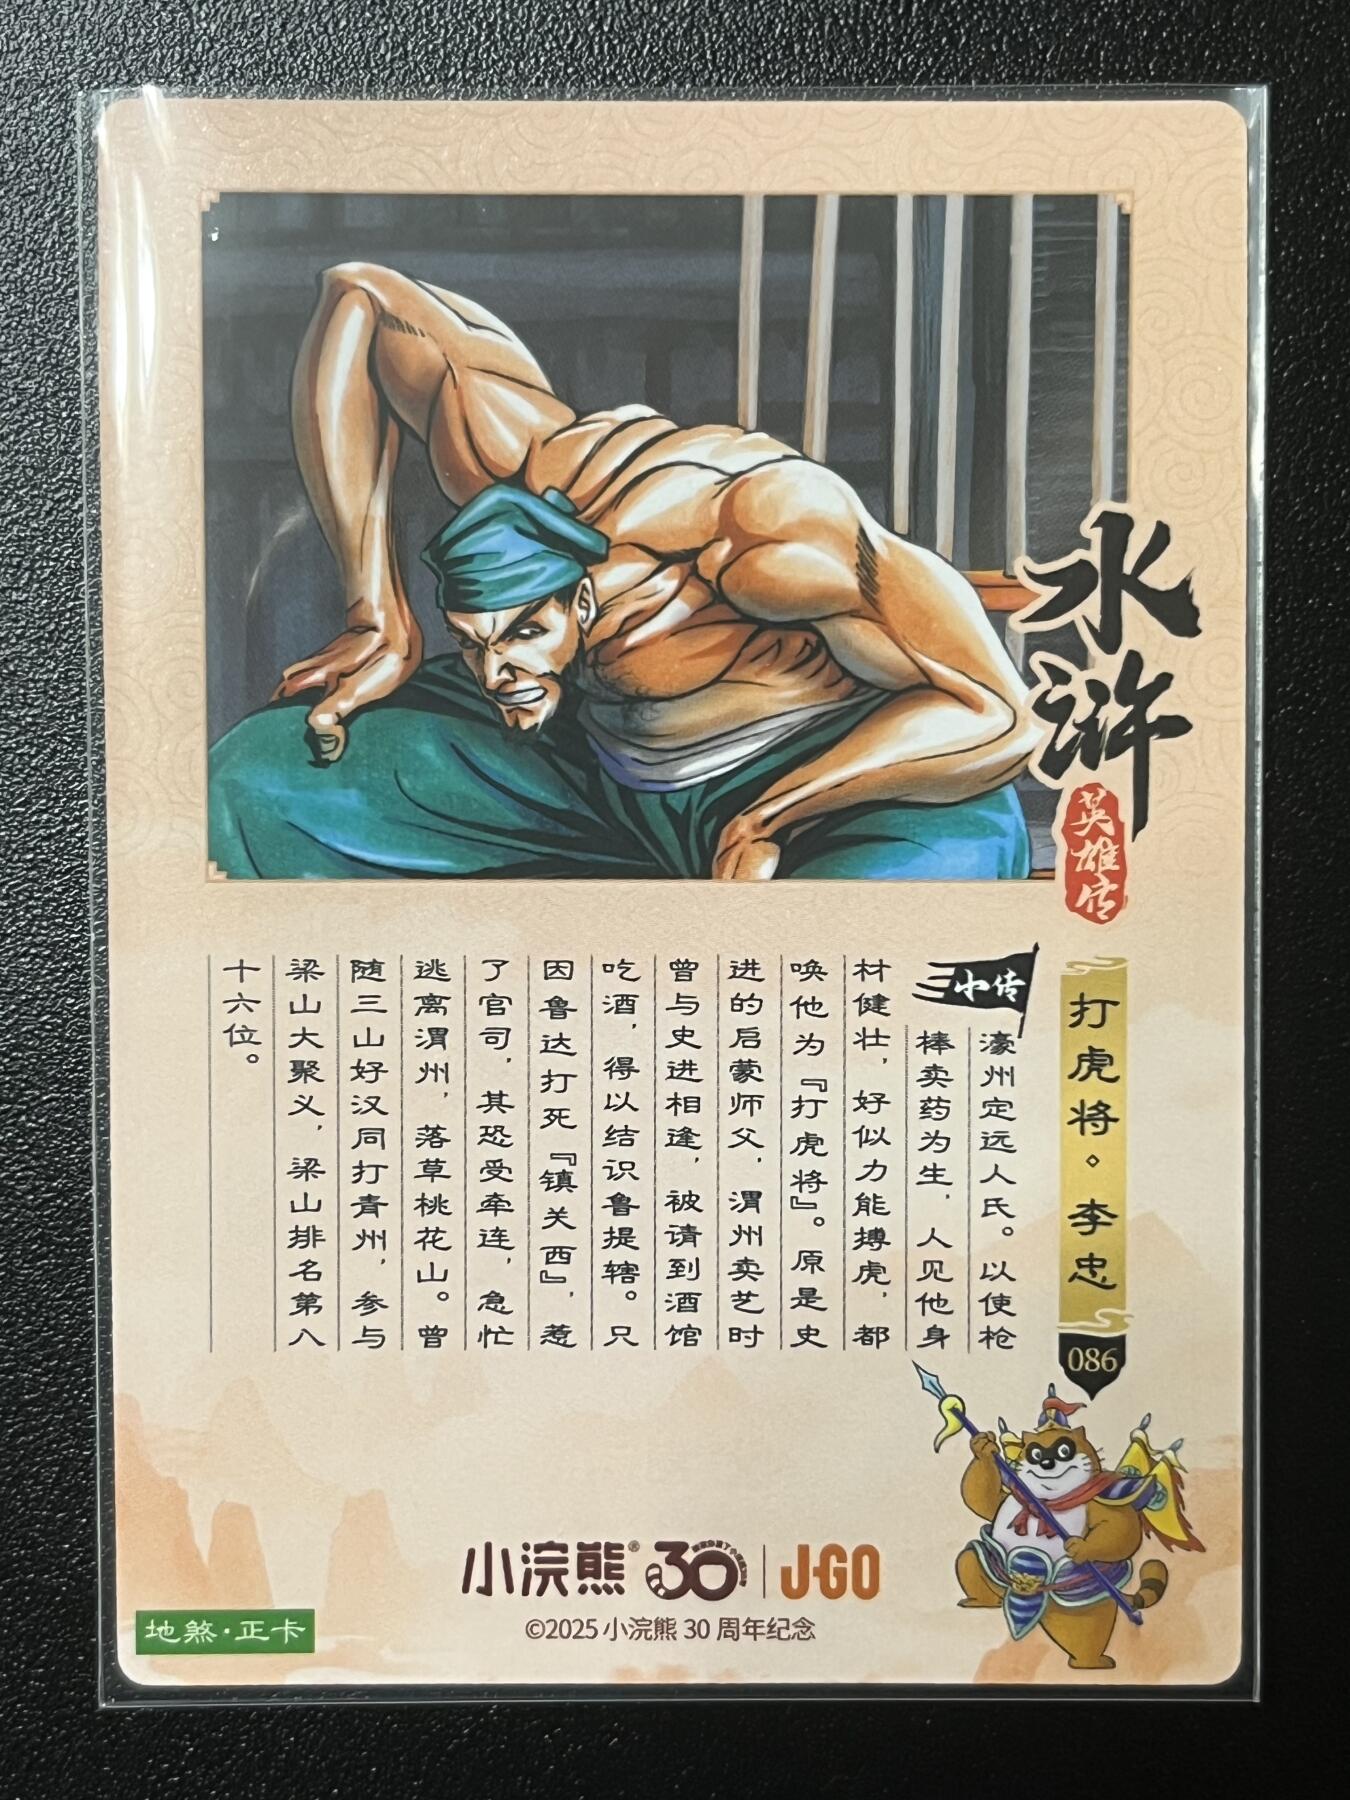 水浒
英雄传
打虎将·李忠
086
小传
濠州定远人氏。以使枪
棒卖药为生，人见他身
材健壮，好似力能搏虎，都
唤他为『打虎将』。原是史
进的启蒙师父，渭州卖艺时
曾与史进相逢，被请到酒馆
吃酒，得以结识鲁提辖。只
因鲁达打死『镇关西』，惹
了官司，其恐受牵连，急忙
逃离渭州，落草桃花山。曾
随三山好汉同打青州，参与
梁山大聚义，梁山排名第八
十六位。
小浣熊® 30 | J·GO
©2025 小浣熊 30 周年纪念
地煞·正卡